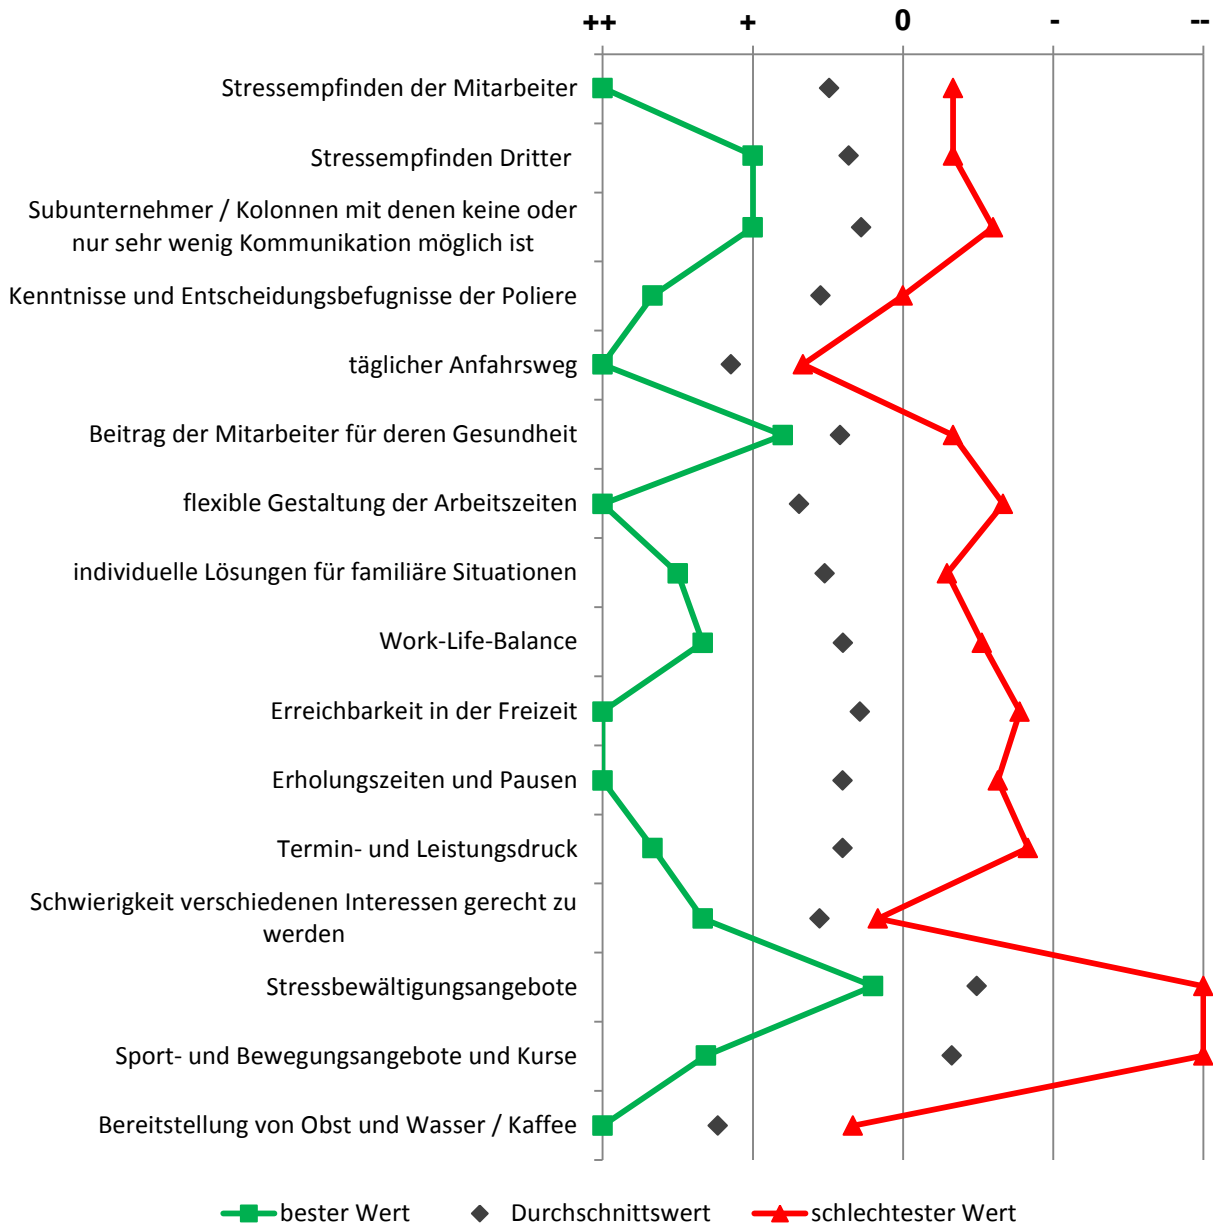 ++ + 0 - --
Stressempfinden der Mitarbeiter
Stressempfinden Dritter
Subunternehmer / Kolonnen mit denen keine oder
nur sehr wenig Kommunikation möglich ist
Kenntnisse und Entscheidungsbefugnisse der Poliere
täglicher Anfahrsweg
Beitrag der Mitarbeiter für deren Gesundheit
flexible Gestaltung der Arbeitszeiten
individuelle Lösungen für familiäre Situationen
Work-Life-Balance
Erreichbarkeit in der Freizeit
Erholungszeiten und Pausen
Termin- und Leistungsdruck
Schwierigkeit verschiedenen Interessen gerecht zu
werden
Stressbewältigungsangebote
Sport- und Bewegungsangebote und Kurse
Bereitstellung von Obst und Wasser / Kaffee
bester Wert Durchschnittswert schlechtester Wert